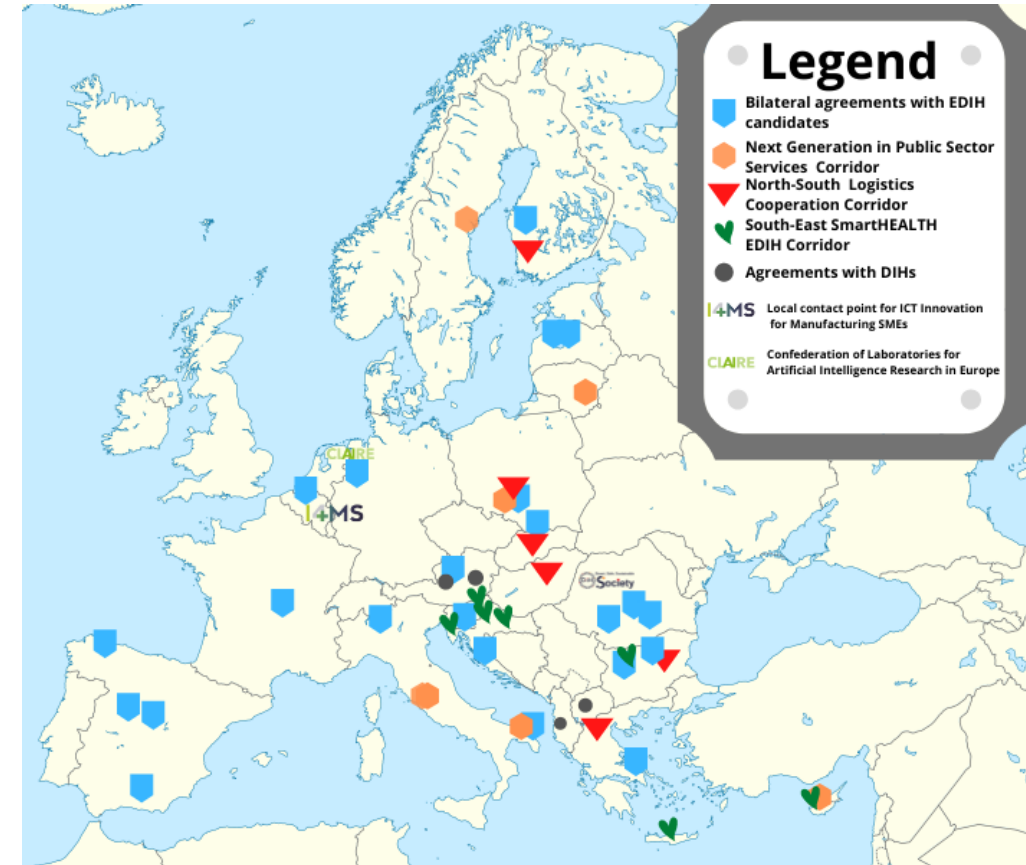 Legend
Bilateral agreements with EDIH
candidates
Next Generation in Public Sector
Services Corridor
North-South Logistics
Cooperation Corridor
South-East SmartHEALTH
EDIH Corridor
Agreements with DIHs
I4MS
Local contact point for ICT Innovation
for Manufacturing SMEs
CLAIRE
Confederation of Laboratories for
Artificial Intelligence Research in Europe
CLAIRE
I4MS
Society